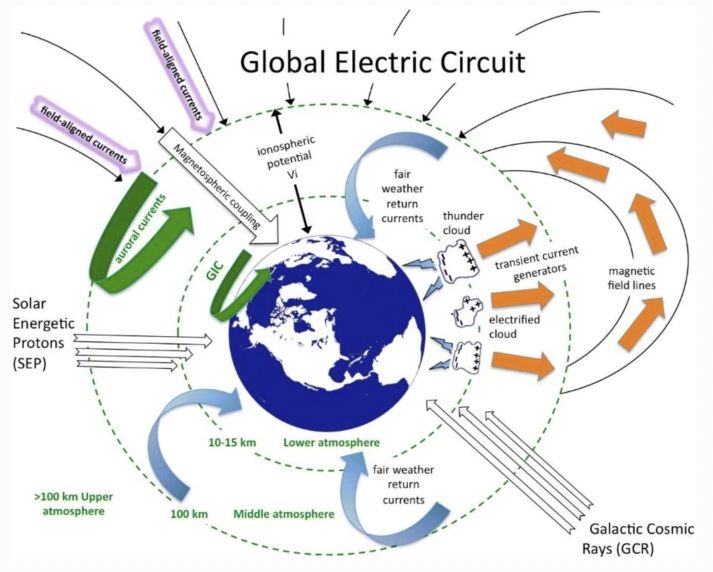 Global Electric Circuit
field-aligned currents
field-aligned currents
Magnetospheric coupling
ionospheric
potential
Vi
fair
weather
return
currents
thunder
cloud
auroral currents
GIC
transient current
generators
magnetic
field lines
electrified
cloud
Solar
Energetic
Protons
(SEP)
10-15 km
Lower atmosphere
fair weather
return
currents
>100 km Upper
atmosphere
100 km
Middle atmosphere
Galactic Cosmic
Rays (GCR)